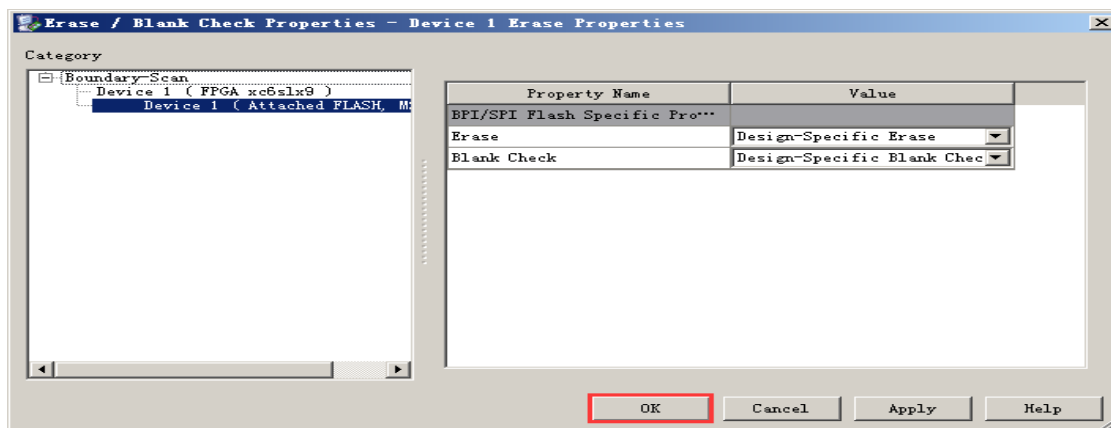 Erase / Blank Check Properties - Device 1 Erase Properties
Category
Boundary-Scan
Device 1 ( FPGA xc6slx9 )
Device 1 ( Attached FLASH,
Property Name Value
BPI/SPI Flash Specific Pro...
Erase Design-Specific Erase
Blank Check Design-Specific Blank Chec
OK Cancel Apply Help